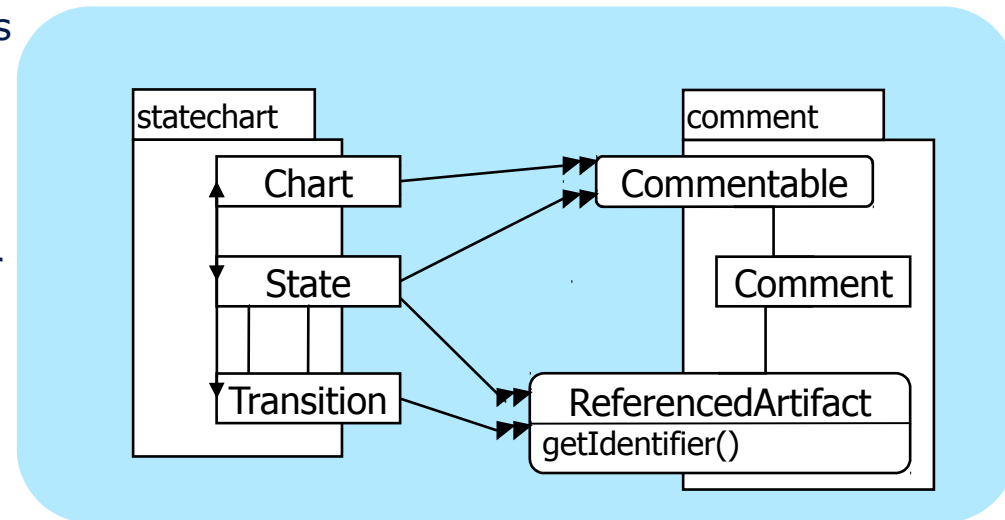 s
statechart
comment
Chart
Commentable
State
Comment
Transition
ReferencedArtifact
getIdentifier()